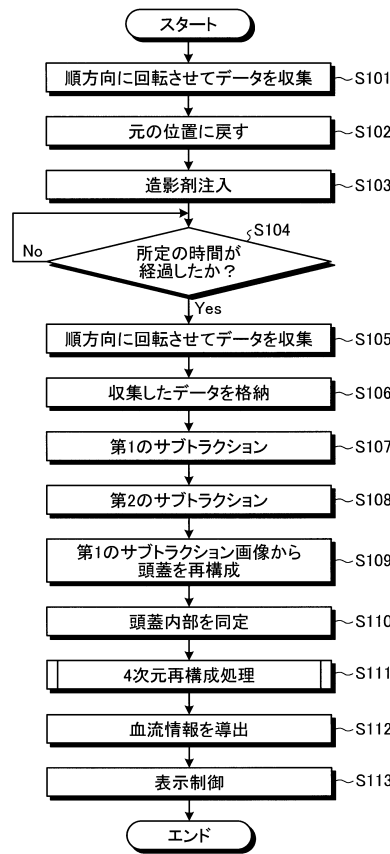 スタート
順方向に回転させてデータを収集 S101
元の位置に戻す S102
造影剤注入 S103
S104
No
所定の時間が
経過したか?
Yes
順方向に回転させてデータを収集 S105
収集したデータを格納 S106
第1のサブトラクション S107
第2のサブトラクション S108
第1のサブトラクション画像から
頭蓋を再構成 S109
頭蓋内部を同定 S110
4次元再構成処理 S111
血流情報を導出 S112
表示制御 S113
エンド